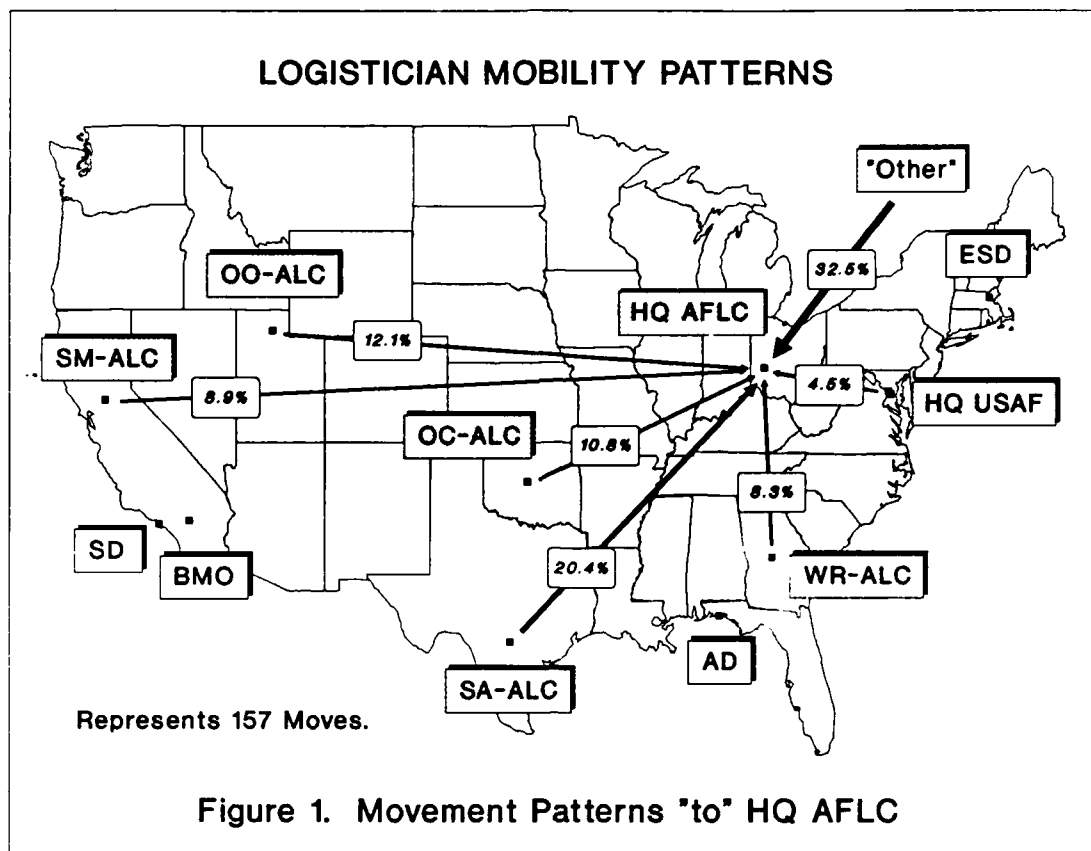 LOGISTICIAN MOBILITY PATTERNS
"Other"
ESD
32.5%
OO-ALC
HQ AFLC
12.1%
SM-ALC
8.9%
4.5%
HQ USAF
OC-ALC
10.8%
8.3%
SD
BMO
20.4%
WR-ALC
AD
SA-ALC
Represents 157 Moves.
Figure 1. Movement Patterns "to" HQ AFLC